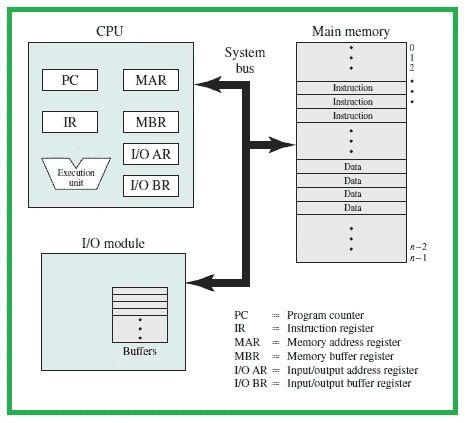 CPU
Main memory
System
bus
PC
MAR
IR
MBR
I/O AR
Execution
unit
I/O BR
0
1
2
Instruction
Instruction
Instruction
Data
Data
Data
Data
n−2
n−1
I/O module
Buffers
PC = Program counter
IR = Instruction register
MAR = Memory address register
MBR = Memory buffer register
I/O AR = Input/output address register
I/O BR = Input/output buffer register